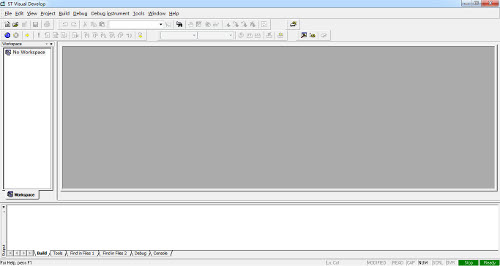 ST Visual Develop
File Edit View Project Build Debug Debug instrument Tools Window Help
Workspace
No Workspace
Workspace
Build Tools Find in Files 1 Find in Files 2 Debug Console
For Help, press F1
Ln Col MODIFIED READ CAP NUM SCRL OVR Stop Ready